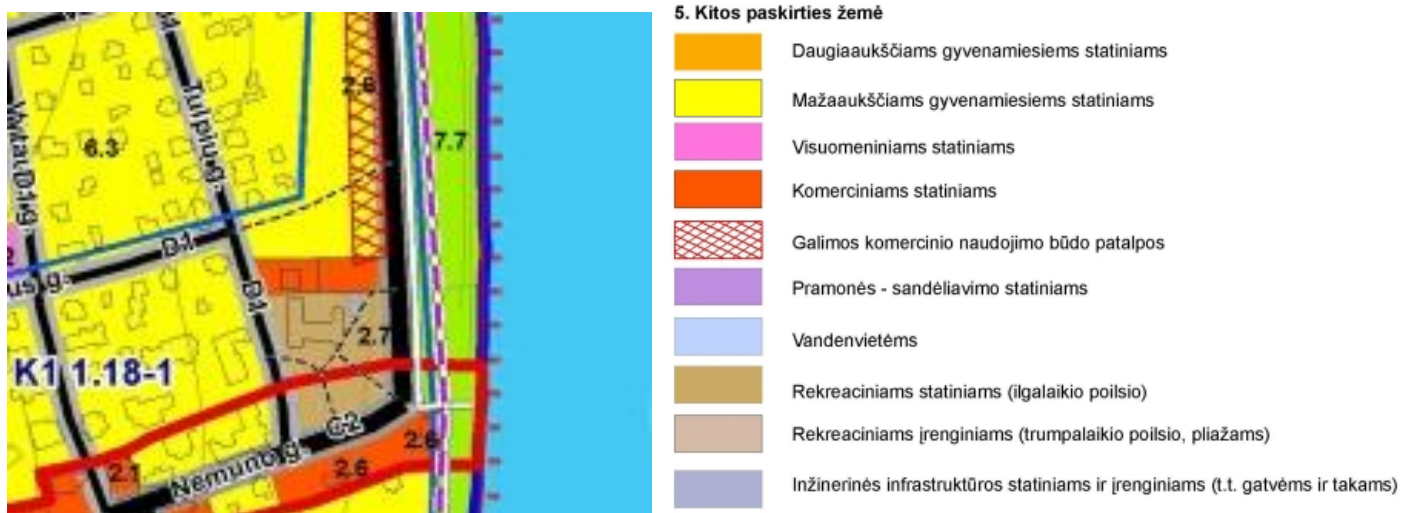 2.6
Tulpių g.
6.3
7.7
D1
D1
2.7
K1 1.18-1
C2
2.6
Nemuno g.
2.6
2.1
5. Kitos paskirties žemė
Daugiaaukščiams gyvenamiesiems statiniams
Mažaaukščiams gyvenamiesiems statiniams
Visuomeniniams statiniams
Komerciniams statiniams
Galimos komercinio naudojimo būdo patalpos
Pramonės - sandėliavimo statiniams
Vandenvietėms
Rekreaciniams statiniams (ilgalaikio poilsio)
Rekreaciniams įrenginiams (trumpalaikio poilsio, pliažams)
Inžinerinės infrastruktūros statiniams ir įrenginiams (t.t. gatvėms ir takams)